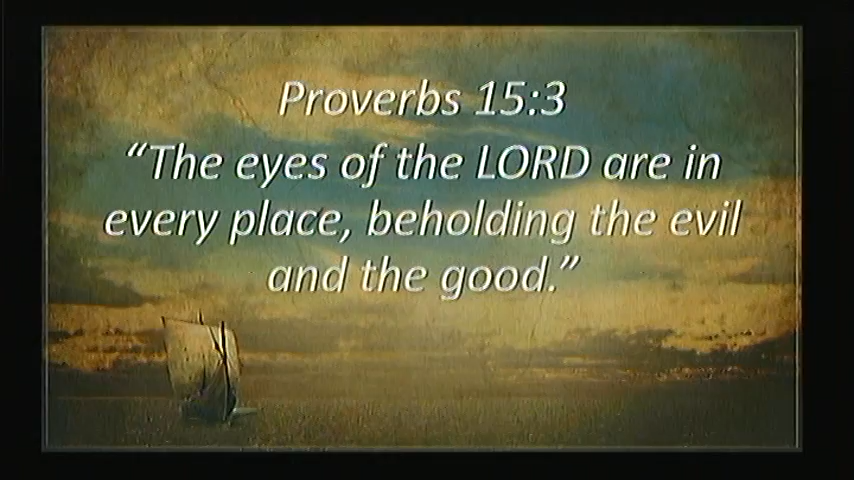 Proverbs 15:3
“The eyes of the LORD are in
every place, beholding the evil
and the good.”